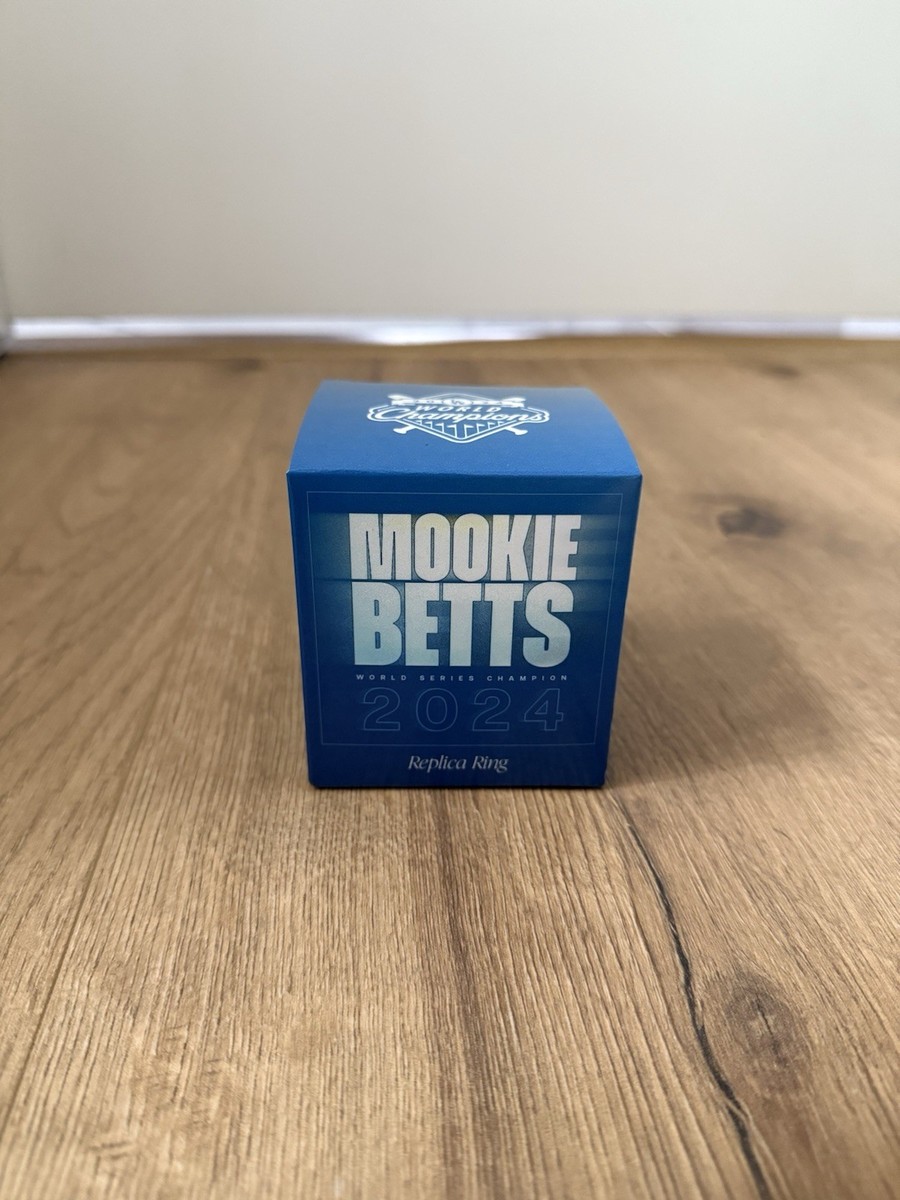 WORLD
Champions
MOOKIE
BETTS
WORLD SERIES CHAMPION
2024
Replica Ring